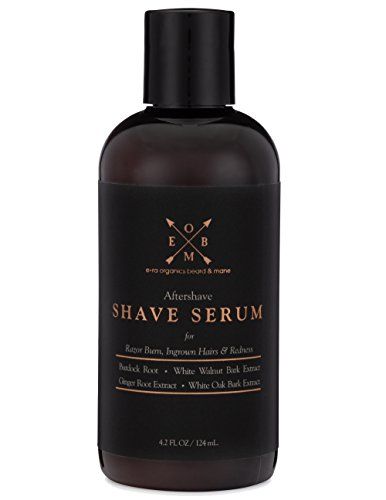 O
E B
M
e-ra organics beard & mane
Aftershave
SHAVE SERUM
for
Razor Burn, Ingrown Hairs & Redness
Burdock Root • White Walnut Bark Extract
Ginger Root Extract • White Oak Bark Extract
4.2 FL OZ / 124 mL.